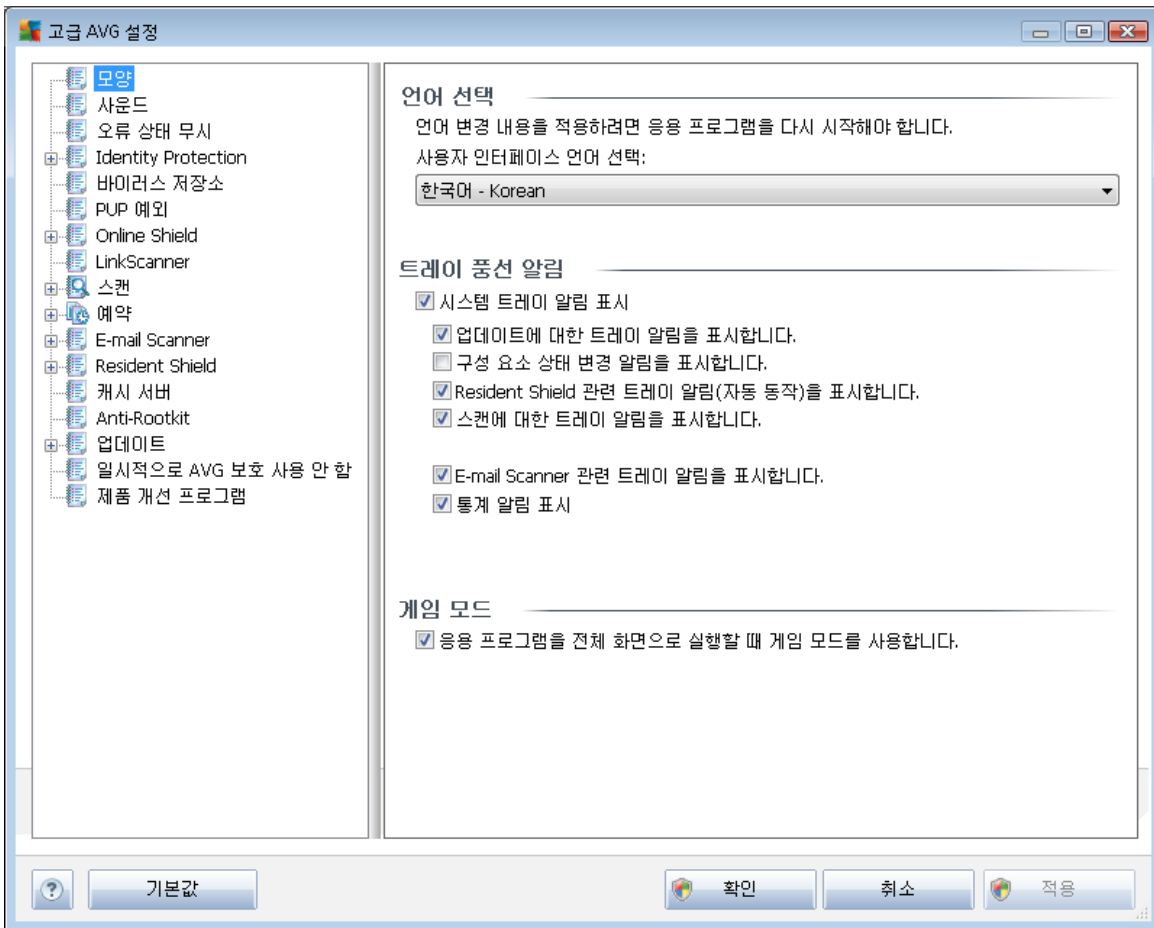 고급 AVG 설정
모양
사운드
오류 상태 무시
Identity Protection
바이러스 저장소
PUP 예외
Online Shield
LinkScanner
스캔
예약
E-mail Scanner
Resident Shield
캐시 서버
Anti-Rootkit
업데이트
일시적으로 AVG 보호 사용 안 함
제품 개선 프로그램
언어 선택
언어 변경 내용을 적용하려면 응용 프로그램을 다시 시작해야 합니다.
사용자 인터페이스 언어 선택:
한국어 - Korean
트레이 풍선 알림
시스템 트레이 알림 표시
업데이트에 대한 트레이 알림을 표시합니다.
구성 요소 상태 변경 알림을 표시합니다.
Resident Shield 관련 트레이 알림(자동 동작)을 표시합니다.
스캔에 대한 트레이 알림을 표시합니다.
E-mail Scanner 관련 트레이 알림을 표시합니다.
통계 알림 표시
게임 모드
응용 프로그램을 전체 화면으로 실행할 때 게임 모드를 사용합니다.
?
기본값
확인
취소
적용